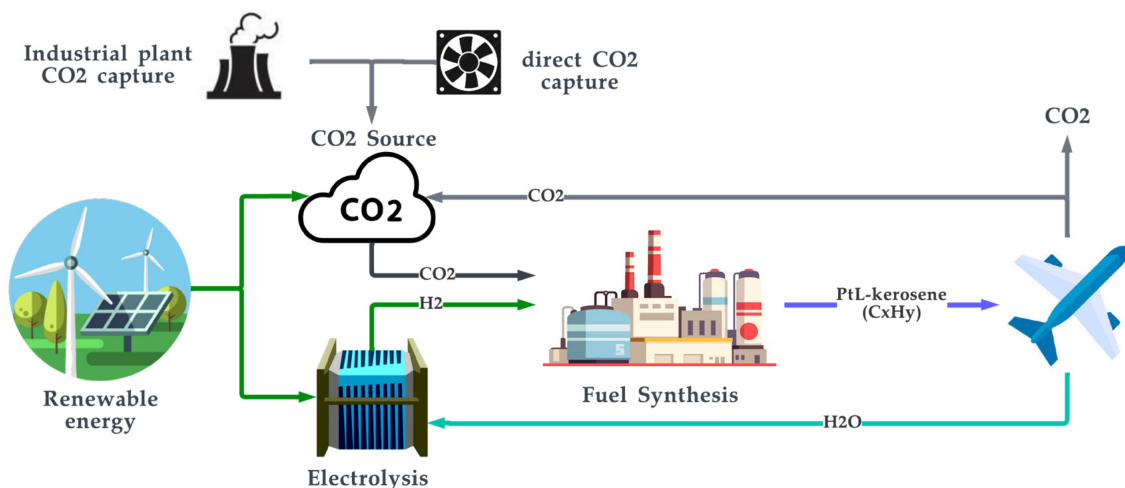 Industrial plant
CO2 capture
direct CO2
capture
CO2
CO2 Source
CO2
CO2
CO2
H2
PtL-kerosene
(CxHy)
5
Fuel Synthesis
Renewable
energy
H2O
Electrolysis